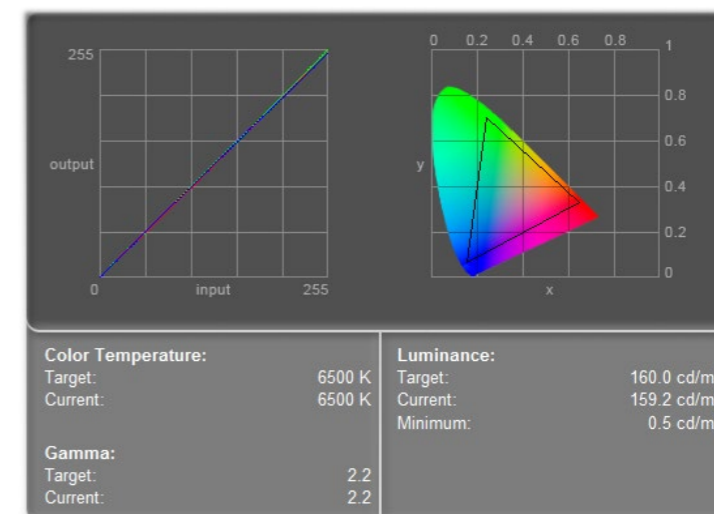 255
output
0 input 255
0 0.2 0.4 0.6 0.8 1
0.8
0.6
y
0.4
0.2
0
x
Color Temperature:
Target: 6500 K
Current: 6500 K
Gamma:
Target: 2.2
Current: 2.2
Luminance:
Target: 160.0 cd/m
Current: 159.2 cd/m
Minimum: 0.5 cd/m